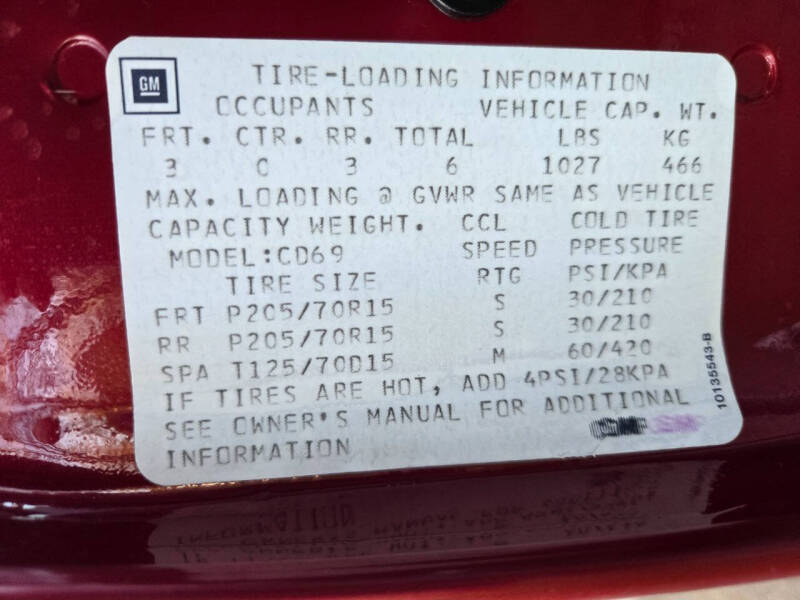 GM
TIRE-LOADING INFORMATION
OCCUPANTS VEHICLE CAP. WT.
FRT. CTR. RR. TOTAL LBS KG
3 0 3 6 1027 466
MAX. LOADING @ GVWR SAME AS VEHICLE
CAPACITY WEIGHT. CCL COLD TIRE
MODEL:CD69 SPEED PRESSURE
TIRE SIZE RTG PSI/KPA
FRT P205/70R15 S 30/210
RR P205/70R15 S 30/210
SPA T125/70D15 M 60/420
IF TIRES ARE HOT, ADD 4PSI/28KPA
SEE OWNER'S MANUAL FOR ADDITIONAL
INFORMATION
10135543-B